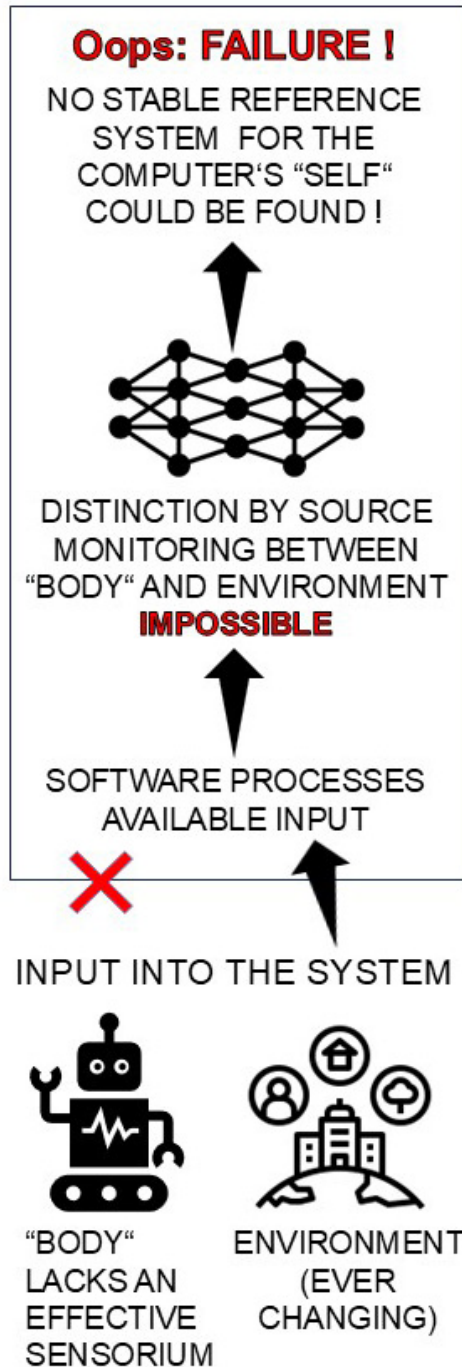 Oops: FAILURE !
NO STABLE REFERENCE
SYSTEM FOR THE
COMPUTER‘S “SELF“
COULD BE FOUND !
DISTINCTION BY SOURCE
MONITORING BETWEEN
“BODY“ AND ENVIRONMENT
IMPOSSIBLE
SOFTWARE PROCESSES
AVAILABLE INPUT
INPUT INTO THE SYSTEM
“BODY“
LACKS AN
EFFECTIVE
SENSORIUM
ENVIRONMENT
(EVER
CHANGING)